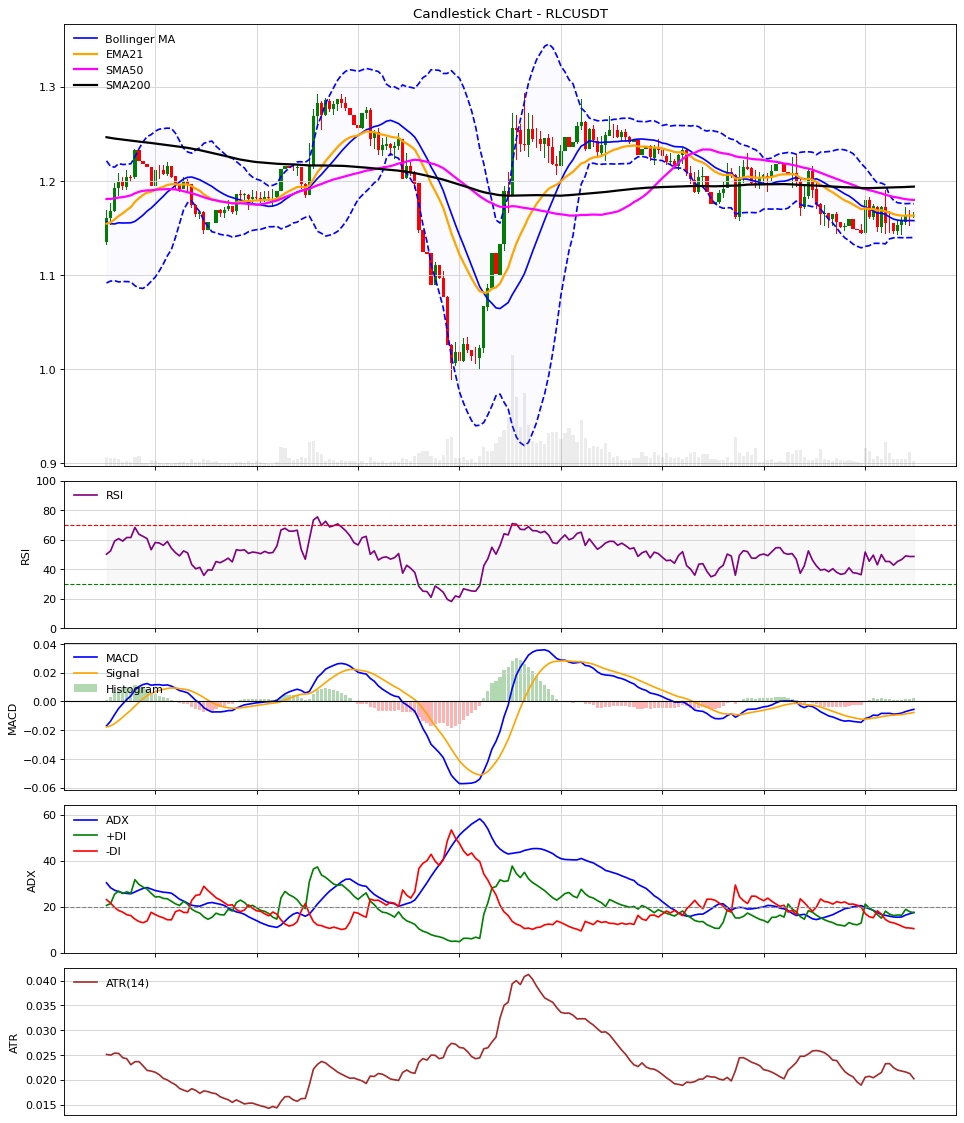 Candlestick Chart - RLCUSDT
Bollinger MA
EMA21
SMA50
SMA200
1.3
1.2
1.1
1.0
0.9
RSI
100
80
60
40
20
0
RSI
MACD
Signal
Histogram
0.04
0.02
0.00
−0.02
−0.04
−0.06
MACD
ADX
+DI
-DI
60
40
20
0
ADX
ATR(14)
0.040
0.035
0.030
0.025
0.020
0.015
ATR